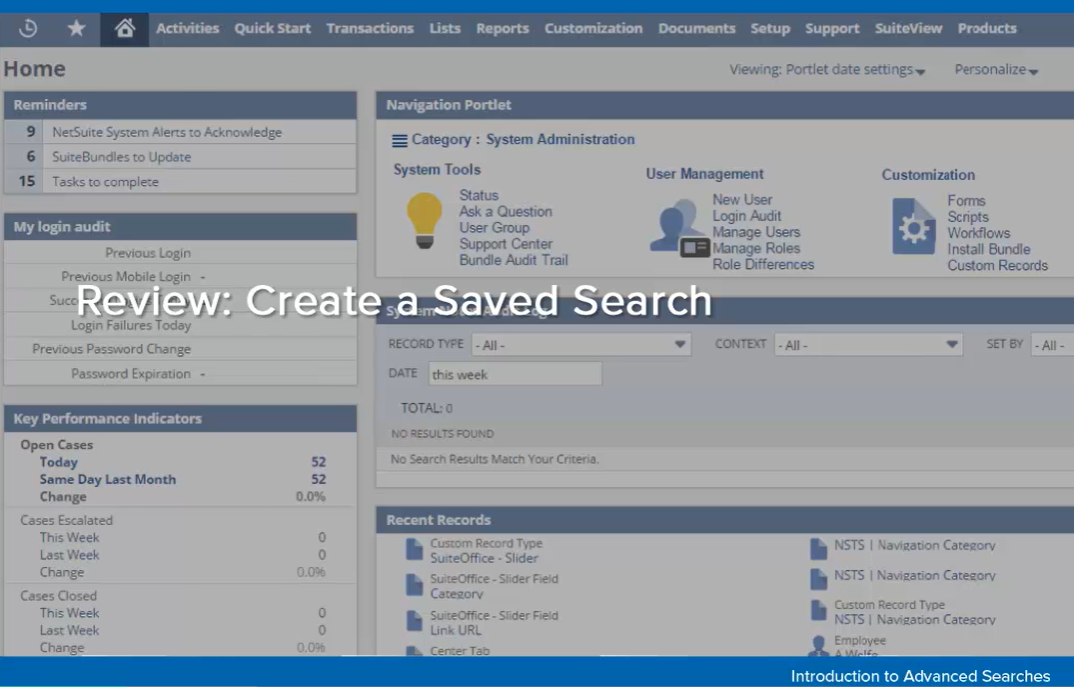 Activities Quick Start Transactions Lists Reports Customization Documents Setup Support SuiteView Products
Home
Viewing: Portlet date settings Personalize
Reminders
9 NetSuite System Alerts to Acknowledge
6 SuiteBundles to Update
15 Tasks to complete
My login audit
Previous Login
Previous Mobile Login -
Login Failures Today
Previous Password Change
Password Expiration -
Key Performance Indicators
Open Cases
Today 52
Same Day Last Month 52
Change 0.0%
Cases Escalated
This Week 0
Last Week 0
Change 0.0%
Cases Closed
This Week 0
Last Week 0
Change 0.0%
Navigation Portlet
Category : System Administration
System Tools
Status
Ask a Question
User Group
Support Center
Bundle Audit Trail
User Management
New User
Login Audit
Manage Users
Manage Roles
Role Differences
Customization
Forms
Scripts
Workflows
Install Bundle
Custom Records
Review: Create a Saved Search
RECORD TYPE - All - CONTEXT - All - SET BY - All -
DATE this week
TOTAL: 0
NO RESULTS FOUND
No Search Results Match Your Criteria.
Recent Records
Custom Record Type
SuiteOffice - Slider
SuiteOffice - Slider Field
Category
SuiteOffice - Slider Field
Link URL
Center Tab
NSTS | Navigation Category
NSTS | Navigation Category
Custom Record Type
NSTS | Navigation Category
Employee
A Wolfe
Introduction to Advanced Searches